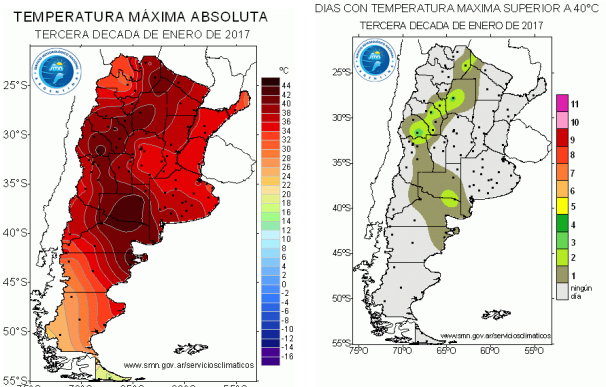 TEMPERATURA MÁXIMA ABSOLUTA
TERCERA DECADA DE ENERO DE 2017
25°S
30°S
35°S
40°S
45°S
50°S
55°S
°C
44
42
40
38
36
34
32
30
28
26
24
22
20
18
16
14
12
10
8
6
4
2
0
-2
-4
-6
-8
-10
-12
-14
-16
www.smn.gov.ar/serviciosclimaticos
DIAS CON TEMPERATURA MAXIMA SUPERIOR A 40°C
TERCERA DECADA DE ENERO DE 2017
25°S
30°S
35°S
40°S
45°S
50°S
55°S
79°O
70°O
65°O
60°O
55°O
11
10
9
8
7
6
5
4
3
2
1
ningún
día
www.smn.gov.ar/serviciosclimaticos